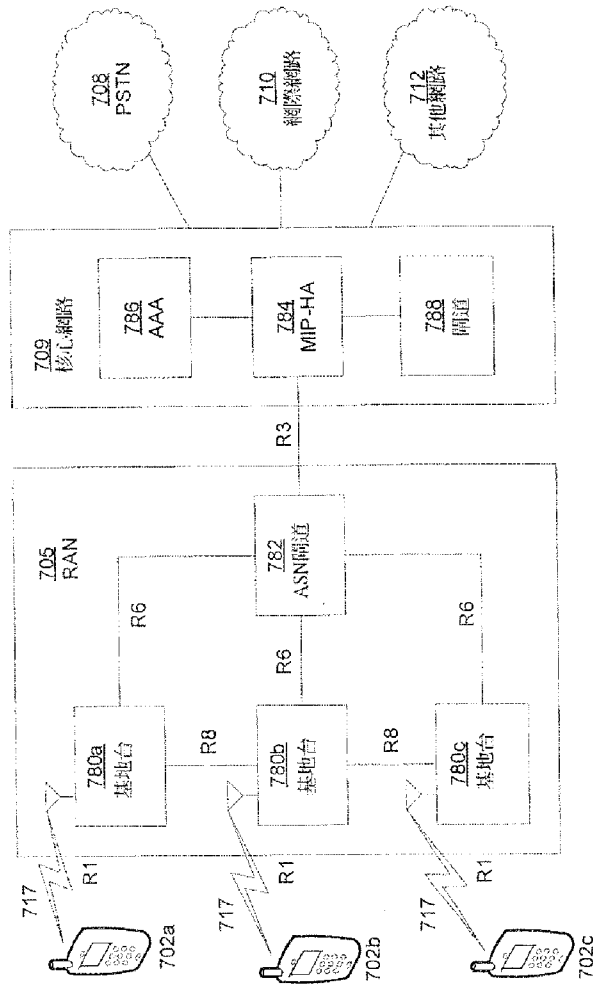 708
PSTN
710
網際網路
712
其他網路
709
核心網路
786
AAA
784
MIP-HA
788
閘道
R3
705
RAN
782
ASN閘道
R6
R6
R6
780a
基地台
R8
780b
基地台
R8
780c
基地台
717
R1
717
R1
717
R1
702a
702b
702c